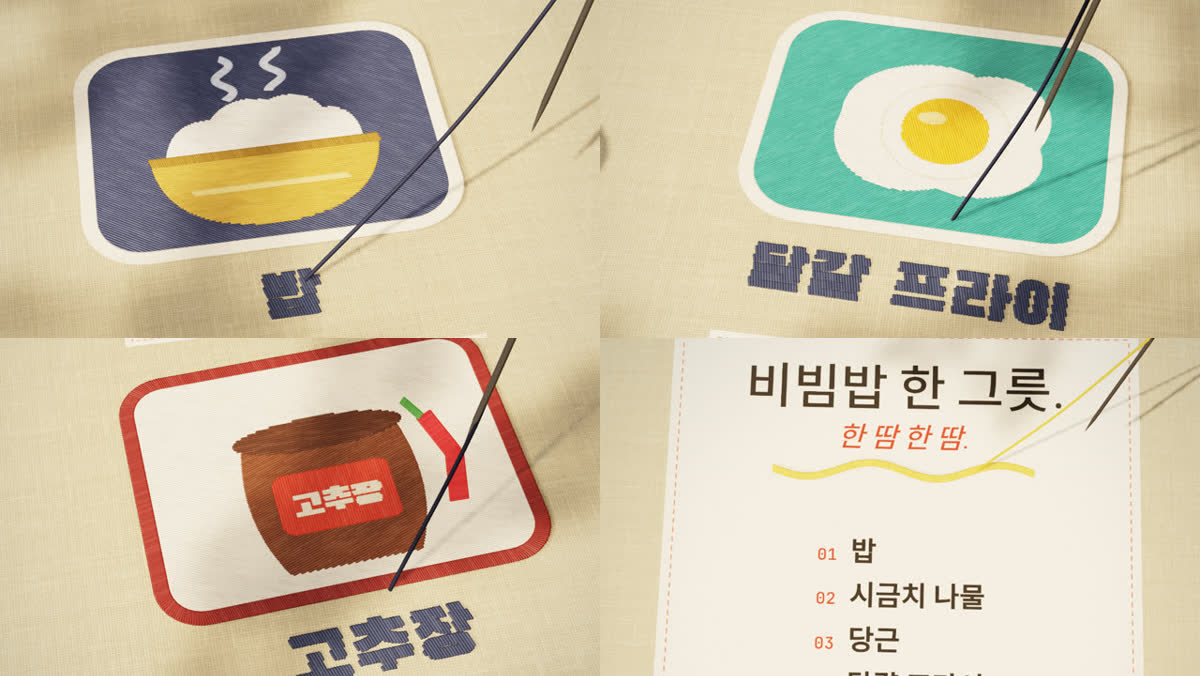 밥
달걀 프라이
고추장
고추장
비빔밥 한 그릇.
한 땀 한 땀.
01 밥
02 시금치 나물
03 당근